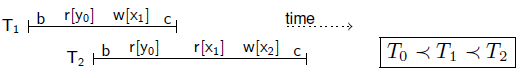 T₁ b r[y₀] w[x₁] c time
T₂ b r[y₀] r[x₁] w[x₂] c
T₀ ≺ T₁ ≺ T₂